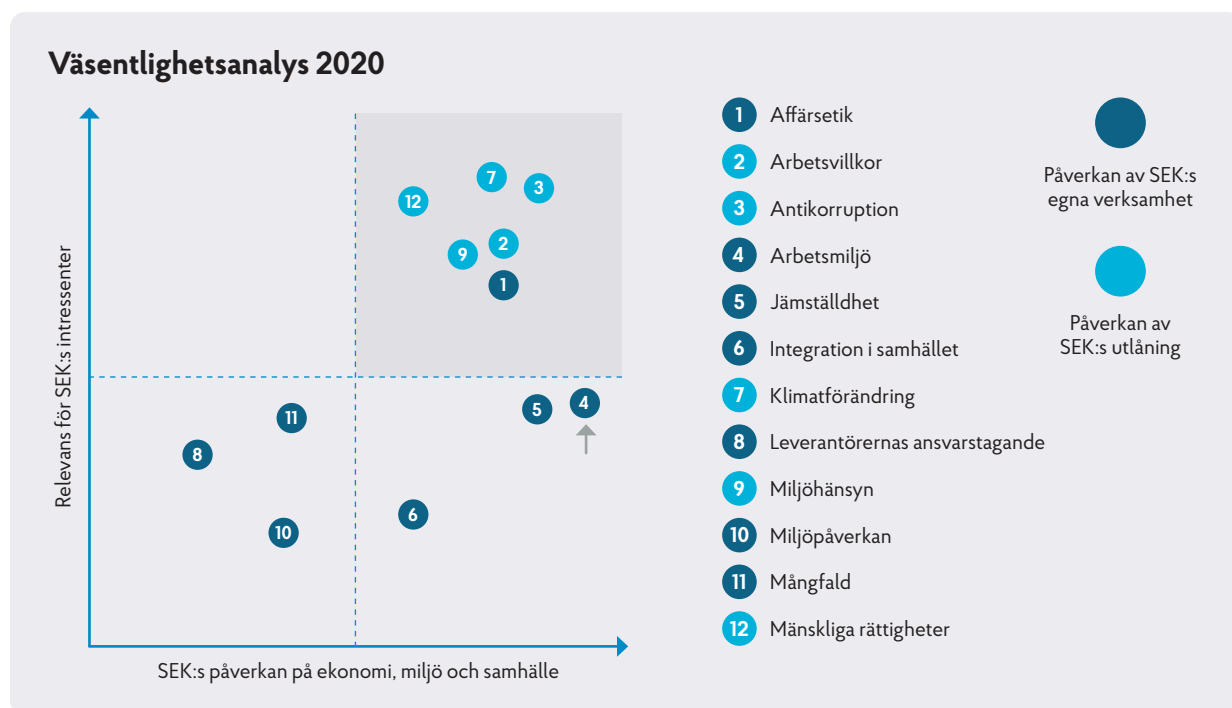 Väsentlighetsanalys 2020
Relevans för SEK:s intressenter
7
3
12
2
9
1
4
5
11
8
6
10
SEK:s påverkan på ekonomi, miljö och samhälle
1 Affärsetik
2 Arbetsvillkor
3 Antikorruption
4 Arbetsmiljö
5 Jämställdhet
6 Integration i samhället
7 Klimatförändring
8 Leverantörernas ansvarstagande
9 Miljöhänsyn
10 Miljöpåverkan
11 Mångfald
12 Mänskliga rättigheter
Påverkan av SEK:s
egna verksamhet
Påverkan av
SEK:s utlåning